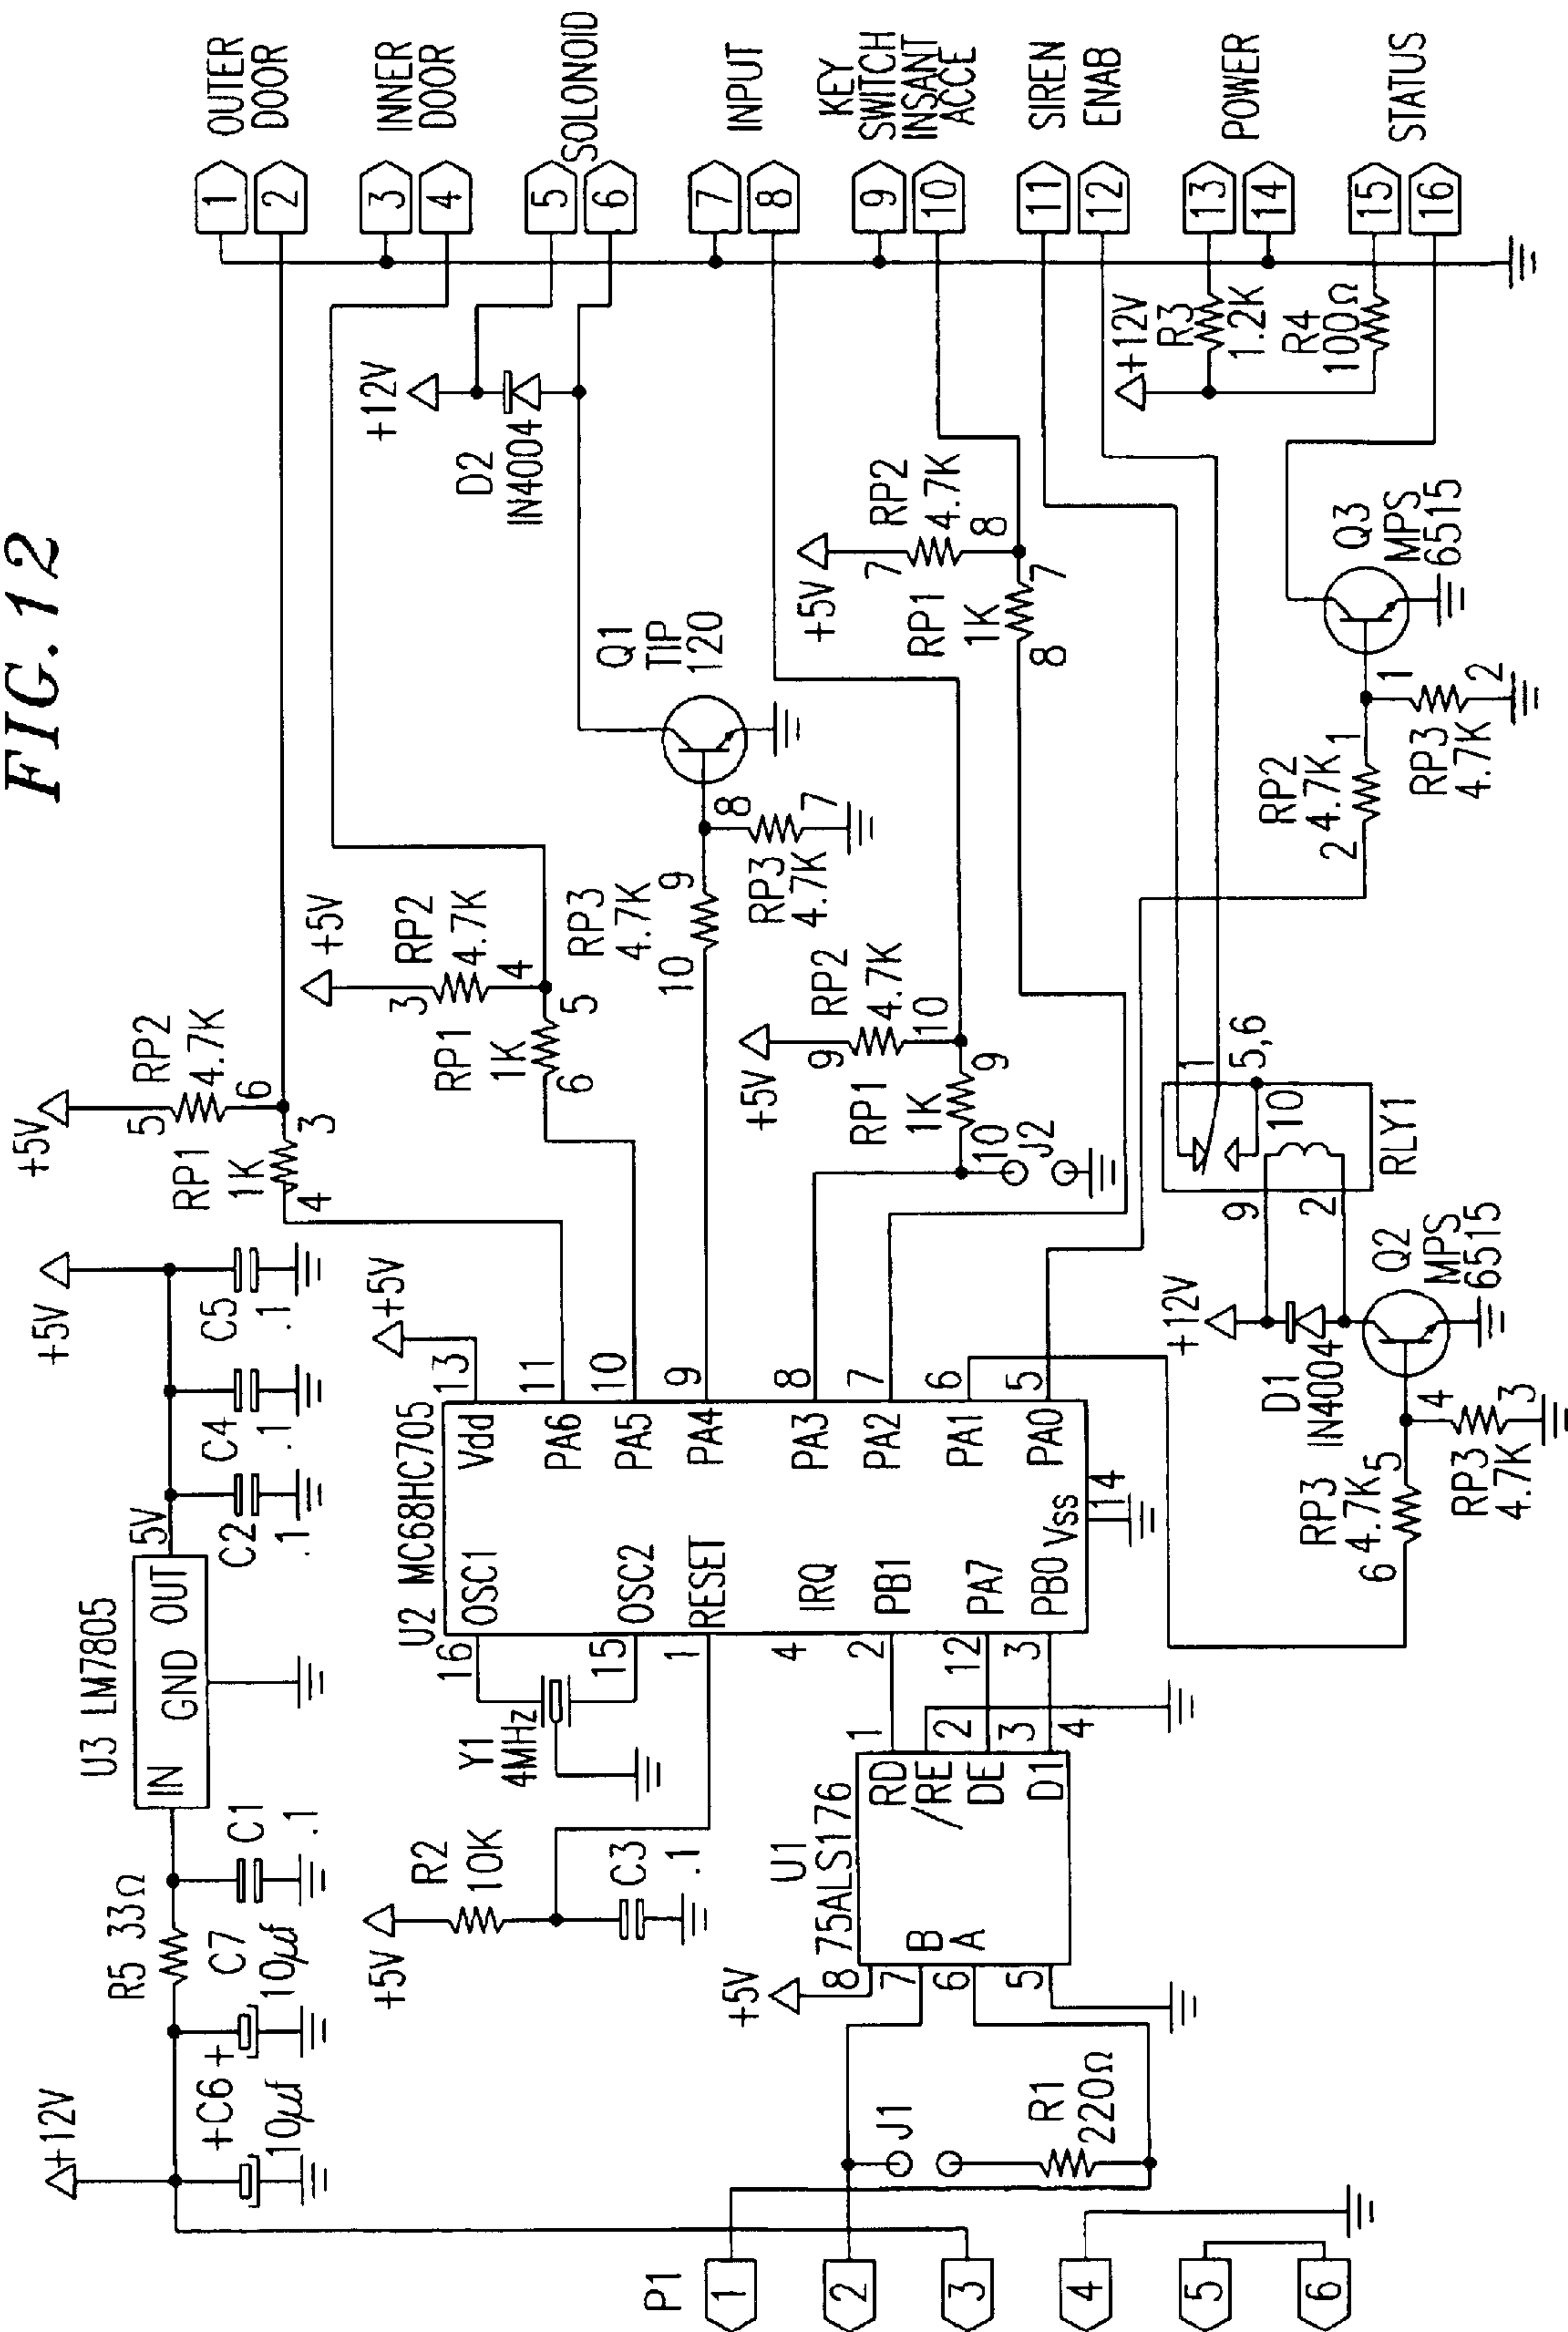 FIG. 12
+12V
+C6
10µf
+
C7
10µf
R5 33Ω
C1
.1
U3 LM7805
IN
GND
OUT
5V
C2
.1
C4
.1
C5
.1
+5V
+5V
5
RP2
4.7K
6
RP1
1K
4
3
1
2
OUTER
DOOR
+5V
R2
10K
C3
.1
Y1
4MHz
16
15
1
4
2
12
3
U2 MC68HC705
OSC1
OSC2
RESET
IRQ
PB1
PA7
PB0
Vdd
PA6
PA5
PA4
PA3
PA2
PA1
PA0
Vss
14
13
11
10
9
8
7
6
5
+5V
+5V
3
RP2
4.7K
4
RP1
1K
6
5
3
4
INNER
DOOR
+12V
D2
IN4004
5
6
SOLONOID
RP3
4.7K
10
9
8
RP3
4.7K
7
Q1
TIP
120
+5V
9
RP2
4.7K
10
RP1
1K
10
9
J2
7
8
INPUT
+5V
7
RP2
4.7K
8
RP1
1K
8
7
9
10
KEY
SWITCH
INSANT
ACCE
11
12
SIREN
ENAB
+5V
8
7
6
5
U1
75ALS176
B
A
RD
/RE
DE
D1
1
2
3
4
J1
R1
220Ω
P1
1
2
3
4
5
6
+12V
D1
IN4004
9
2
1
10
5,6
RLY1
Q2
MPS
6515
RP3
4.7K
6
5
4
RP3
4.7K
3
RP2
4.7K
2
1
1
RP3
4.7K
2
Q3
MPS
6515
+12V
R3
1.2K
R4
100Ω
13
14
POWER
15
16
STATUS